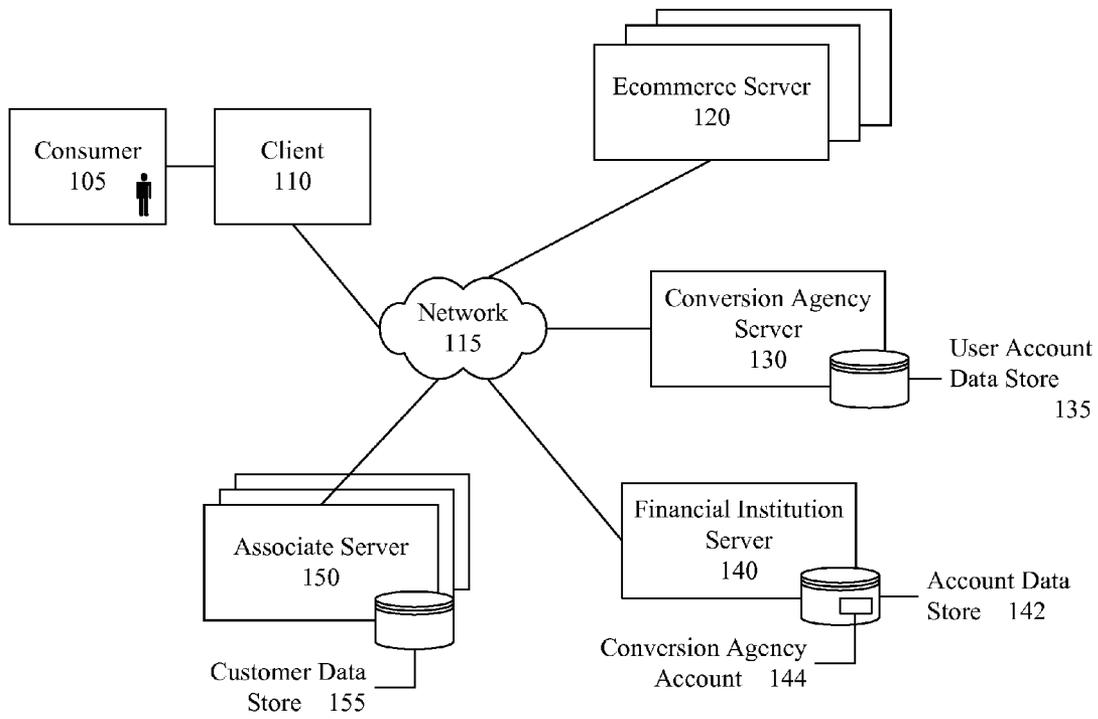 Ecommerce Server
120
Consumer
105
Client
110
Network
115
Conversion Agency
Server
130
User Account
Data Store
135
Associate Server
150
Customer Data
Store 155
Financial Institution
Server
140
Account Data
Store 142
Conversion Agency
Account 144